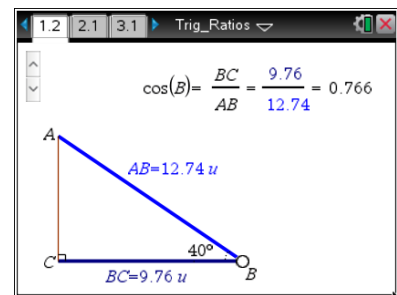 1.2 2.1 3.1 Trig_Ratios
cos(B)= BC/AB = 9.76/12.74 = 0.766
A
AB=12.74 u
40°
C
B
BC=9.76 u